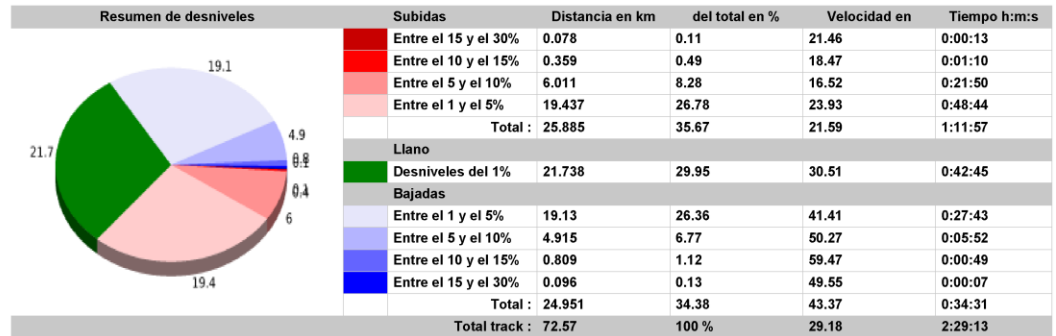 Resumen de desniveles Subidas Distancia en km del total en % Velocidad en Tiempo h:m:s
Entre el 15 y el 30% 0.078 0.11 21.46 0:00:13
Entre el 10 y el 15% 0.359 0.49 18.47 0:01:10
Entre el 5 y el 10% 6.011 8.28 16.52 0:21:50
Entre el 1 y el 5% 19.437 26.78 23.93 0:48:44
Total : 25.885 35.67 21.59 1:11:57
Llano
Desniveles del 1% 21.738 29.95 30.51 0:42:45
Bajadas
Entre el 1 y el 5% 19.13 26.36 41.41 0:27:43
Entre el 5 y el 10% 4.915 6.77 50.27 0:05:52
Entre el 10 y el 15% 0.809 1.12 59.47 0:00:49
Entre el 15 y el 30% 0.096 0.13 49.55 0:00:07
Total : 24.951 34.38 43.37 0:34:31
Total track : 72.57 100 % 29.18 2:29:13
19.1
4.9
0.8
0.1
21.7
0.1
0.4
6
19.4